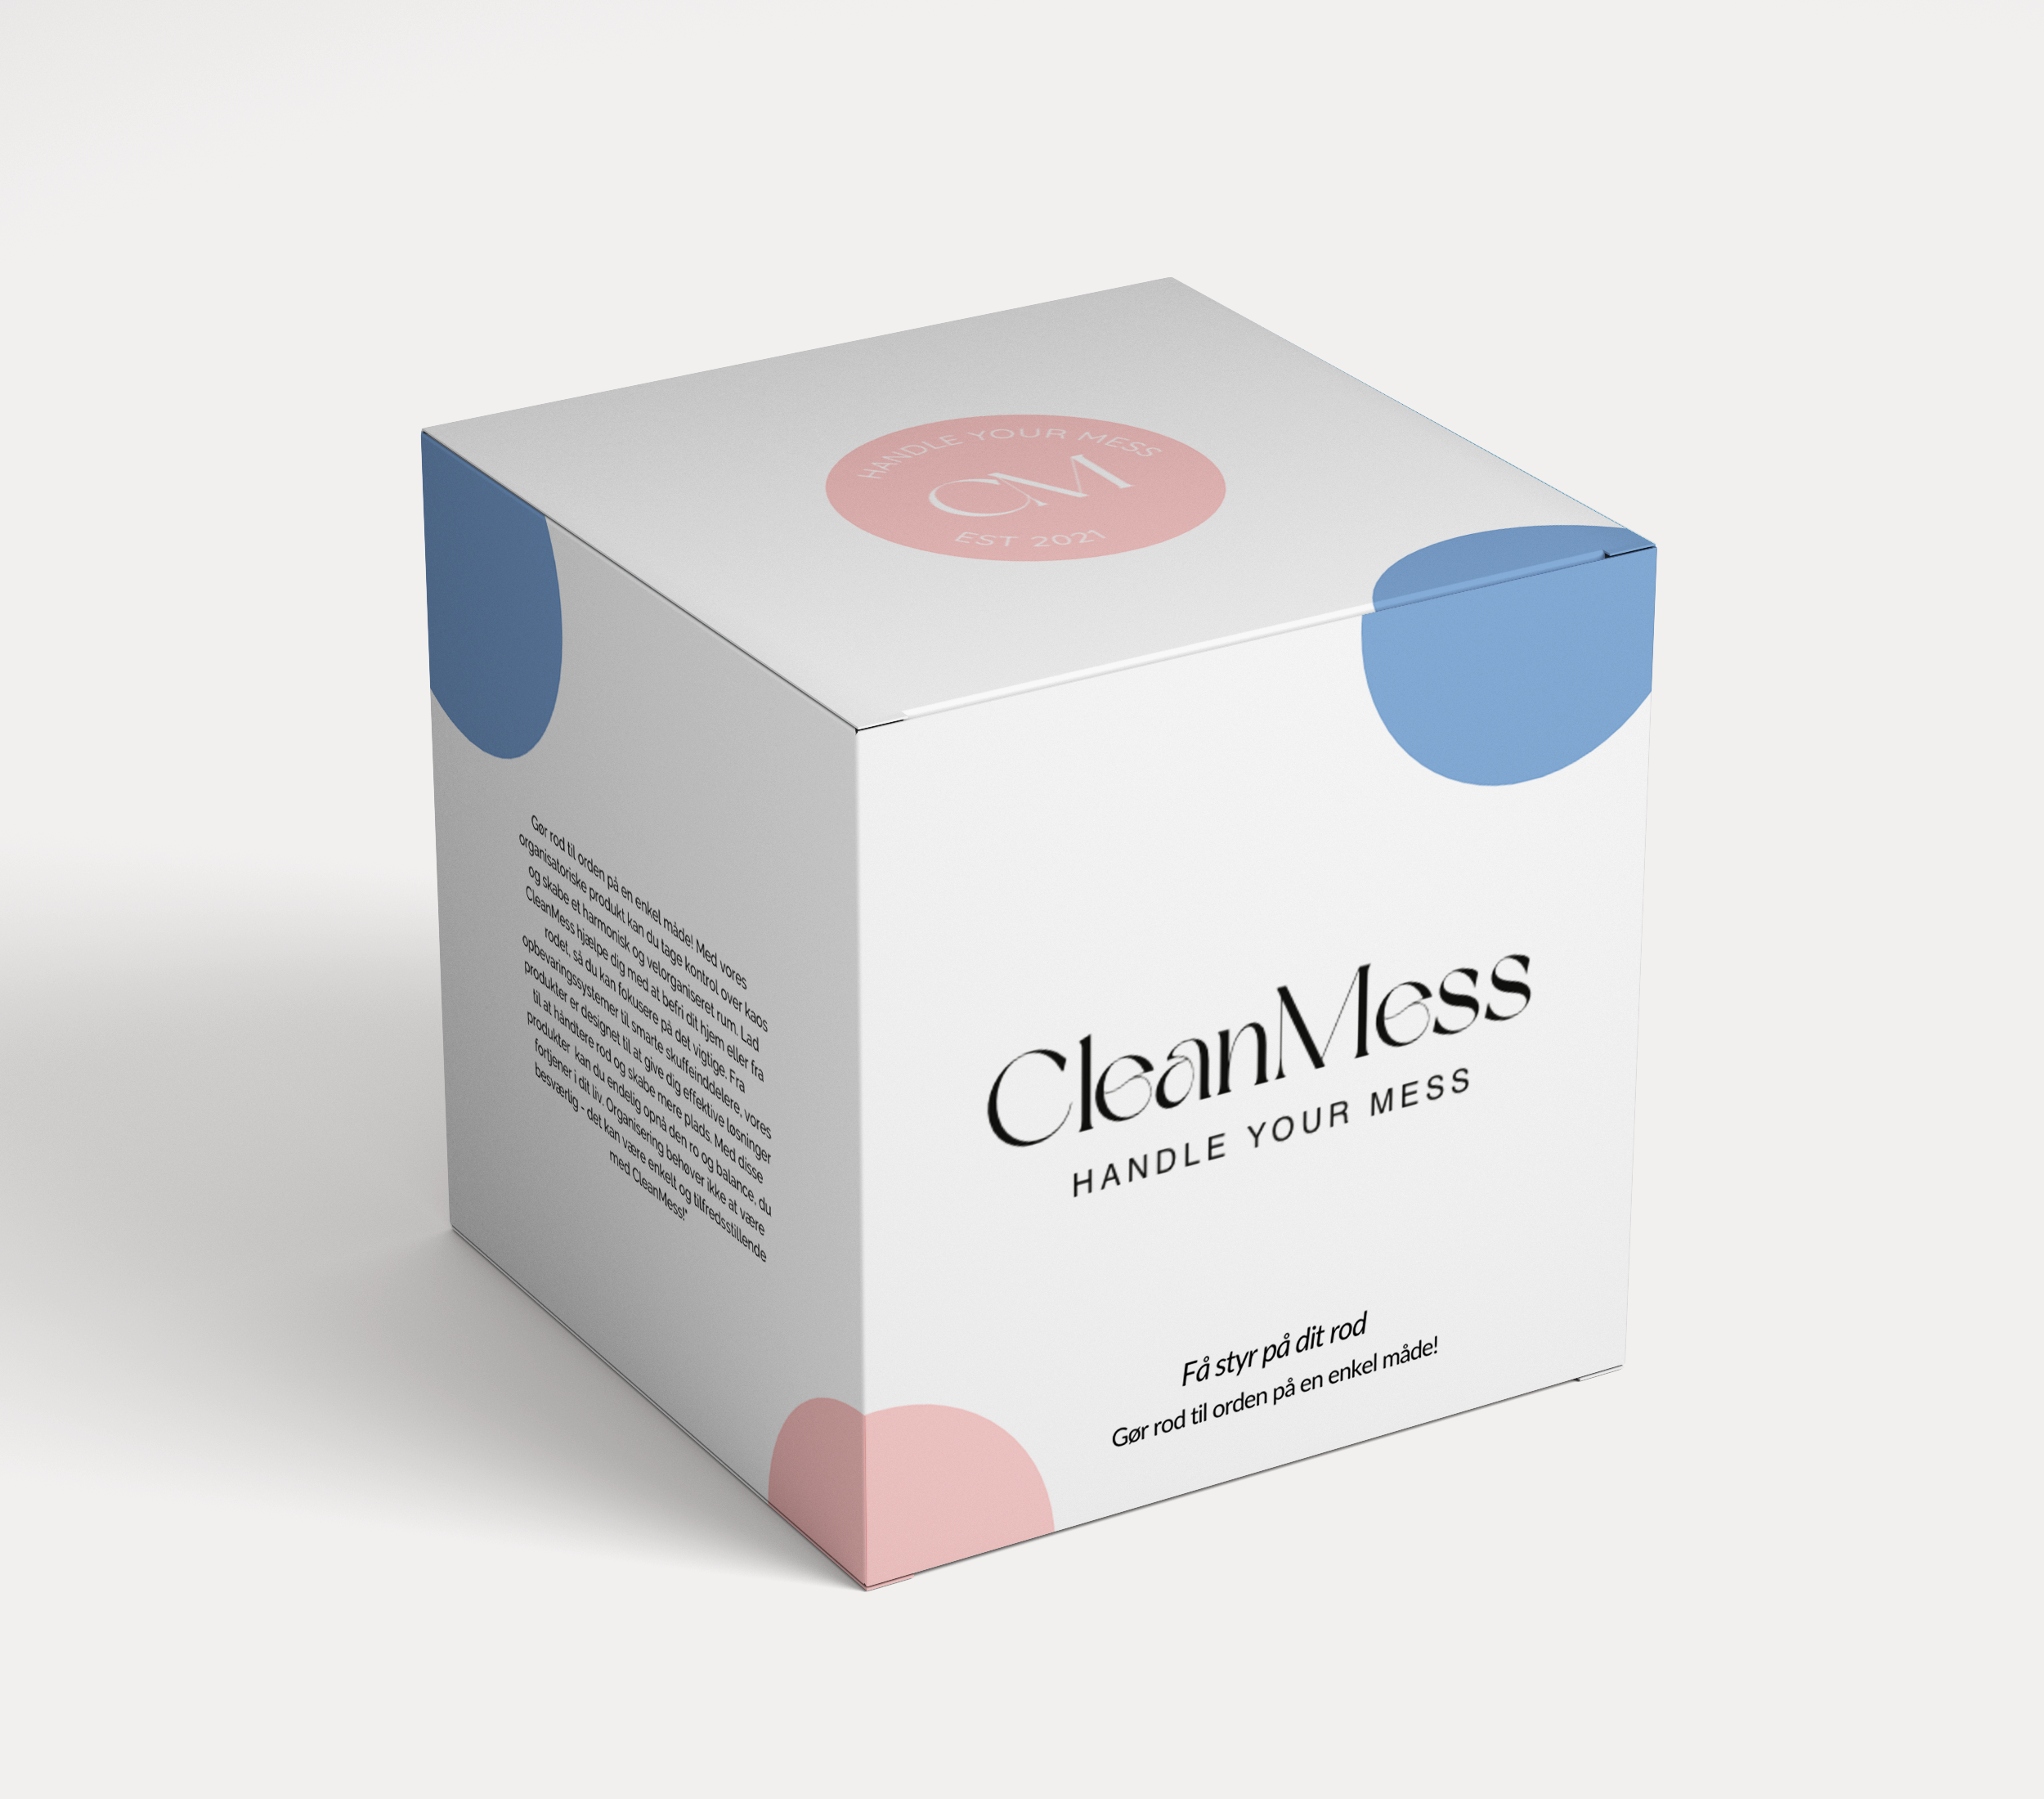 HANDLE YOUR MESS
CM
EST 2021
Gør rod til orden på en enkel måde! Med vores
organisatoriske produkt kan du tage kontrol over kaos
og skabe et harmonisk og velorganiseret rum. Lad
CleanMess hjælpe dig med at befri dit hjem eller fra
rodet, så du kan fokusere på det vigtige. Fra
opbevaringssystemer til smarte skuffeinddelere, vores
produkter er designet til at give dig effektive løsninger
til at håndtere rod og skabe mere plads. Med disse
produkter kan du endelig opnå den ro og balance, du
fortjener i dit liv. Organisering behøver ikke at være
besværlig - det kan være enkelt og tilfredsstillende
med CleanMess!"
CleanMess
HANDLE YOUR MESS
Få styr på dit rod
Gør rod til orden på en enkel måde!